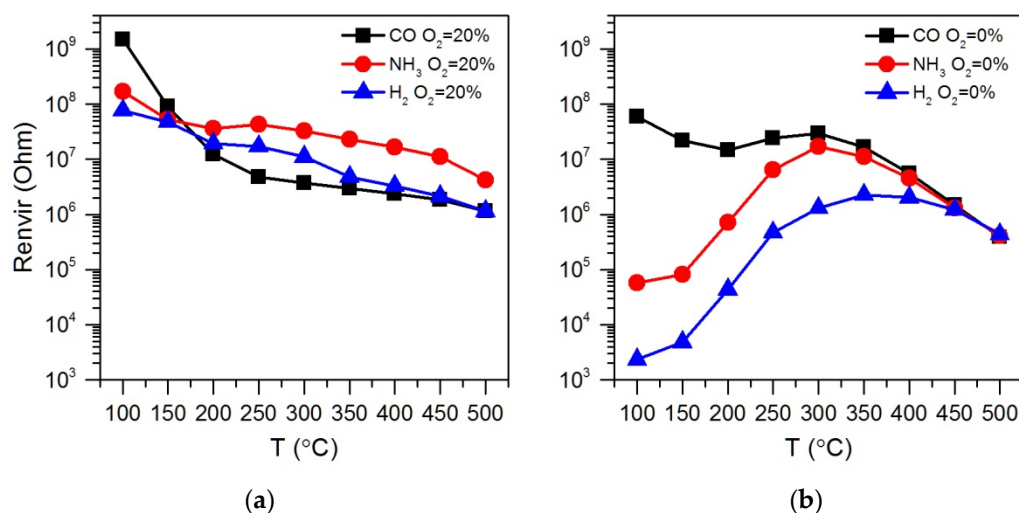 CO O₂=20%
NH₃ O₂=20%
H₂ O₂=20%
10⁹
10⁸
10⁷
10⁶
10⁵
10⁴
10³
Renvir (Ohm)
100 150 200 250 300 350 400 450 500
T (°C)
(a)
CO O₂=0%
NH₃ O₂=0%
H₂ O₂=0%
10⁹
10⁸
10⁷
10⁶
10⁵
10⁴
10³
100 150 200 250 300 350 400 450 500
T (°C)
(b)